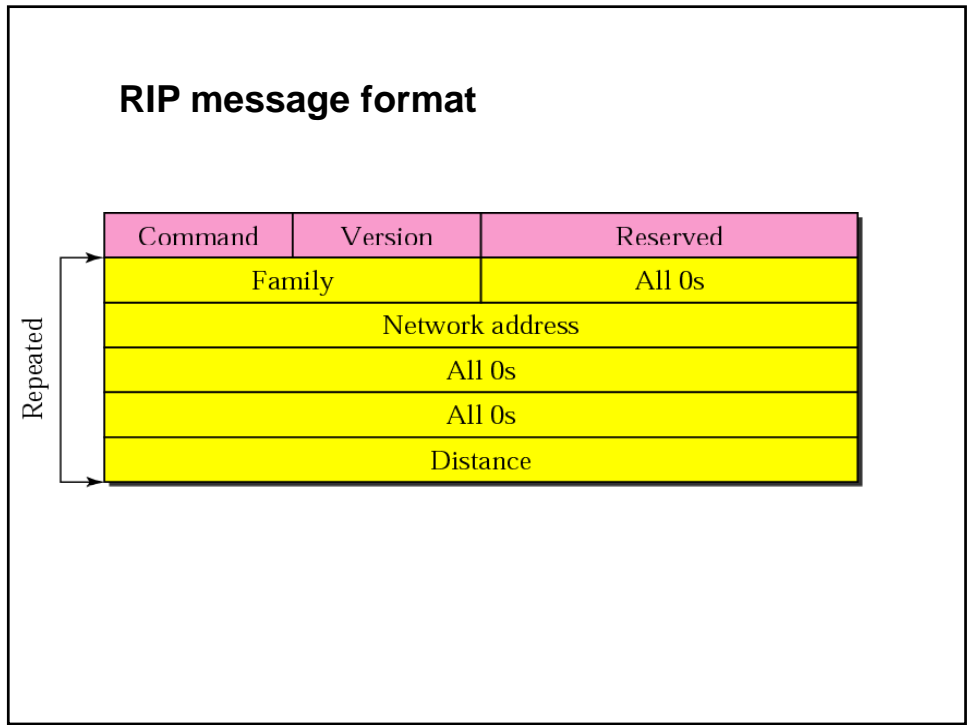 RIP message format
Command Version Reserved
Family All 0s
Network address
All 0s
All 0s
Distance
Repeated